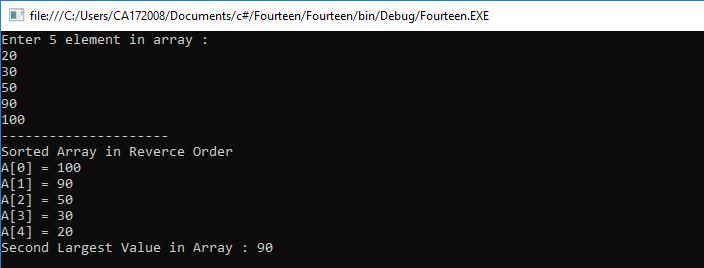 file:///C:/Users/CA172008/Documents/c#/Fourteen/Fourteen/bin/Debug/Fourteen.EXE
Enter 5 element in array :
20
30
50
90
100
---------------------
Sorted Array in Reverce Order
A[0] = 100
A[1] = 90
A[2] = 50
A[3] = 30
A[4] = 20
Second Largest Value in Array : 90